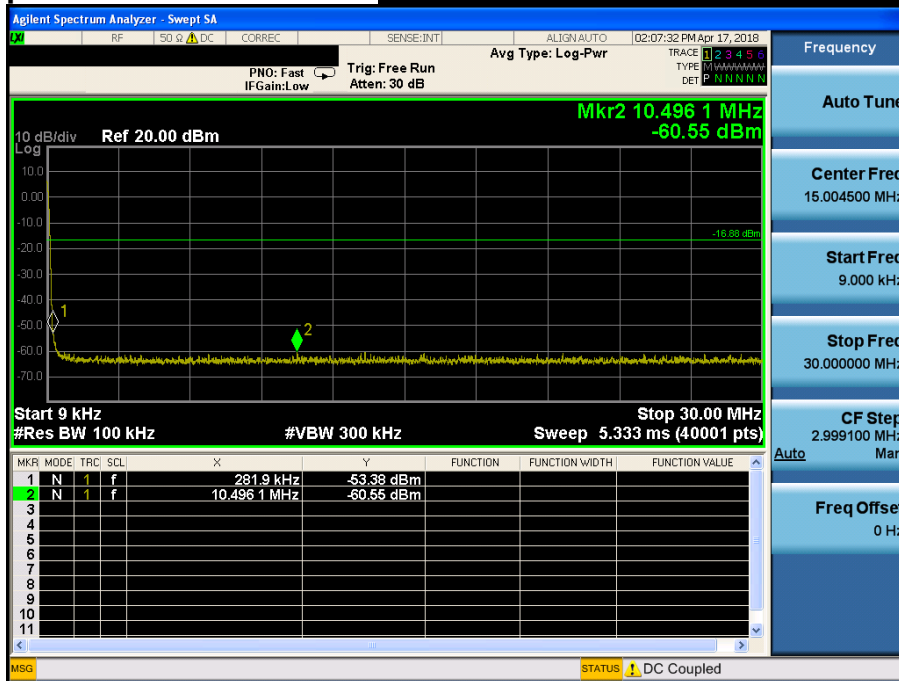 Agilent Spectrum Analyzer - Swept SA
LXI RF 50 Ω DC CORREC SENSE:INT ALIGN AUTO 02:07:32 PM Apr 17, 2018
Avg Type: Log-Pwr
TRACE 1 2 3 4 5 6
TYPE M W W W W W
DET P N N N N N
PNO: Fast Trig: Free Run
IFGain:Low Atten: 30 dB
Frequency
Mkr2 10.496 1 MHz
-60.55 dBm
10 dB/div Ref 20.00 dBm
Log
10.0
0.00
-10.0
-20.0
-30.0
-40.0
-50.0
-60.0
-70.0
-16.88 dBm
1
2
Start 9 kHz Stop 30.00 MHz
#Res BW 100 kHz #VBW 300 kHz Sweep 5.333 ms (40001 pts)
MKR MODE TRC SCL X Y FUNCTION FUNCTION WIDTH FUNCTION VALUE
1 N 1 f 281.9 kHz -53.38 dBm
2 N 1 f 10.496 1 MHz -60.55 dBm
3
4
5
6
7
8
9
10
11
MSG STATUS DC Coupled
Auto Tune
Center Freq
15.004500 MHz
Start Freq
9.000 kHz
Stop Freq
30.000000 MHz
CF Step
2.999100 MHz
Auto Man
Freq Offset
0 Hz